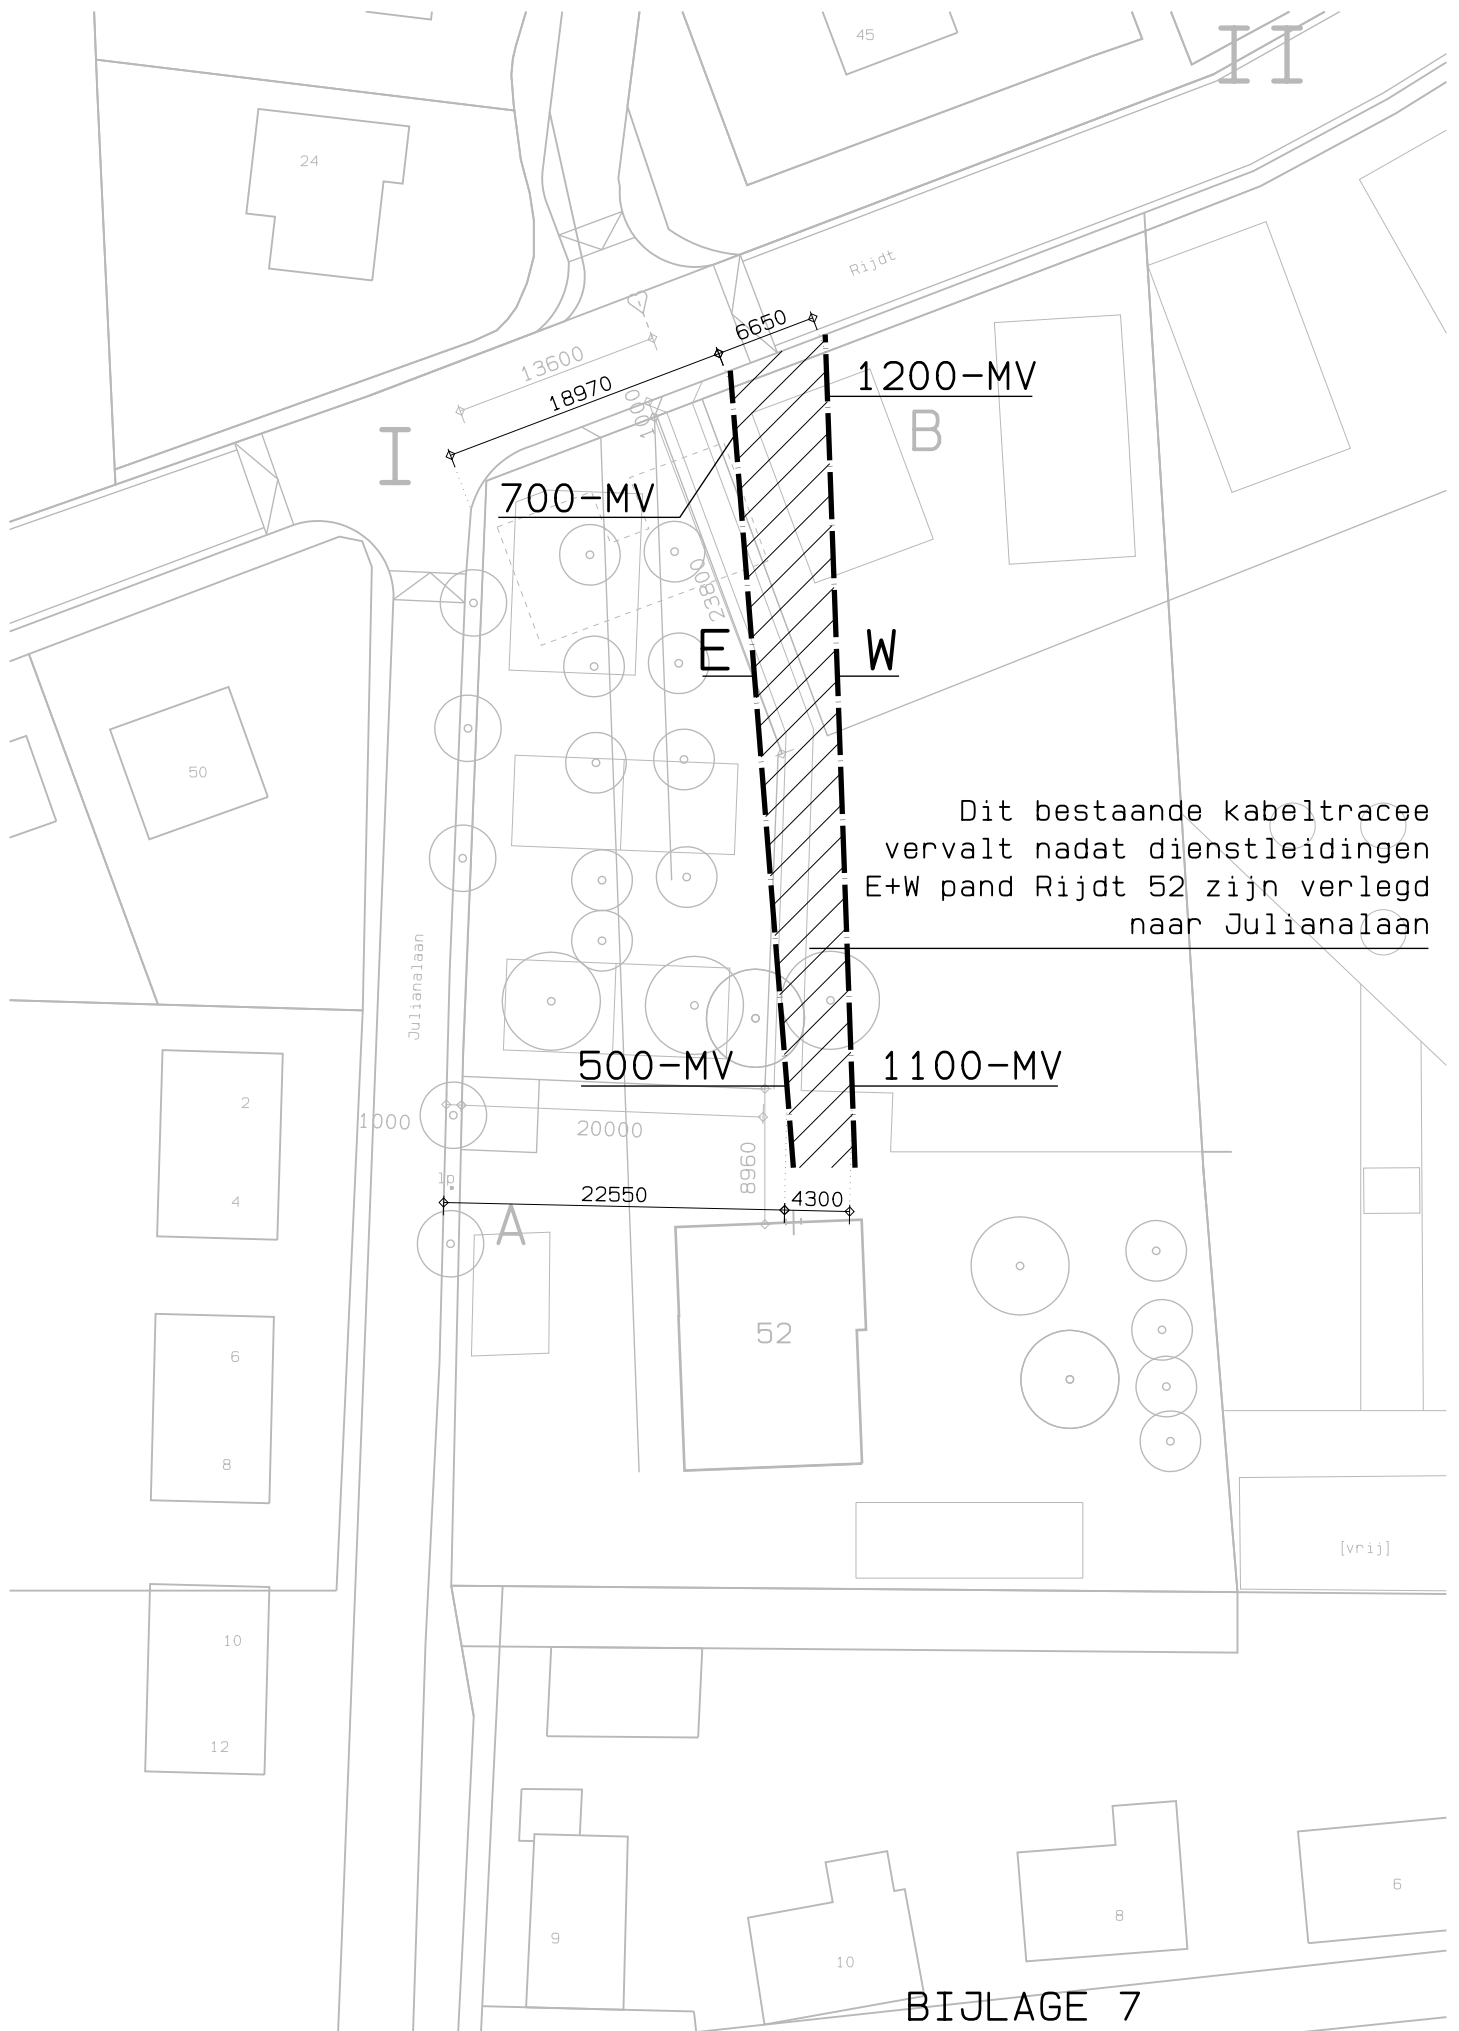 45
II
24
Rijdt
6650
13600
18970
1200-MV
1000
B
I
700-MV
23800
E
W
50
Dit bestaande kabeltracee
vervalt nadat dienstleidingen
E+W pand Rijdt 52 zijn verlegd
naar Julianalaan
Julianalaan
500-MV
1100-MV
2
1000
20000
8960
lp
4
22550
4300
A
52
6
8
[vrij]
10
12
6
8
9
10
BIJLAGE 7